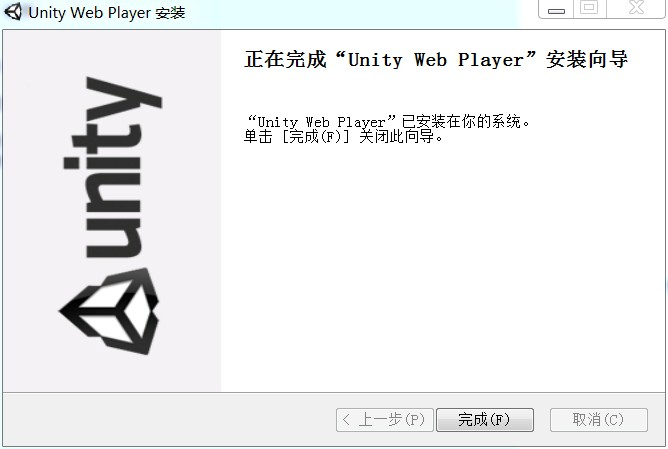 Unity Web Player 安装
正在完成“Unity Web Player”安装向导
“Unity Web Player”已安装在你的系统。
单击 [完成(F)] 关闭此向导。
unity
< 上一步(P)
完成(F)
取消(C)